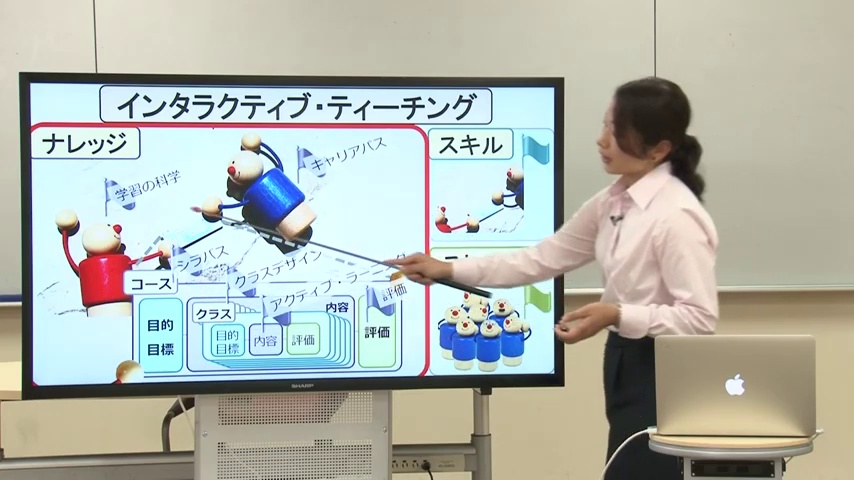 インタラクティブ・ティーチング
ナレッジ
スキル
キャリアパス
学習の科学
シラバス
クラスデザイン
アクティブ・ラーニング
評価
コース
目的
目標
クラス
内容
目的
目標
内容
評価
評価
SHARP